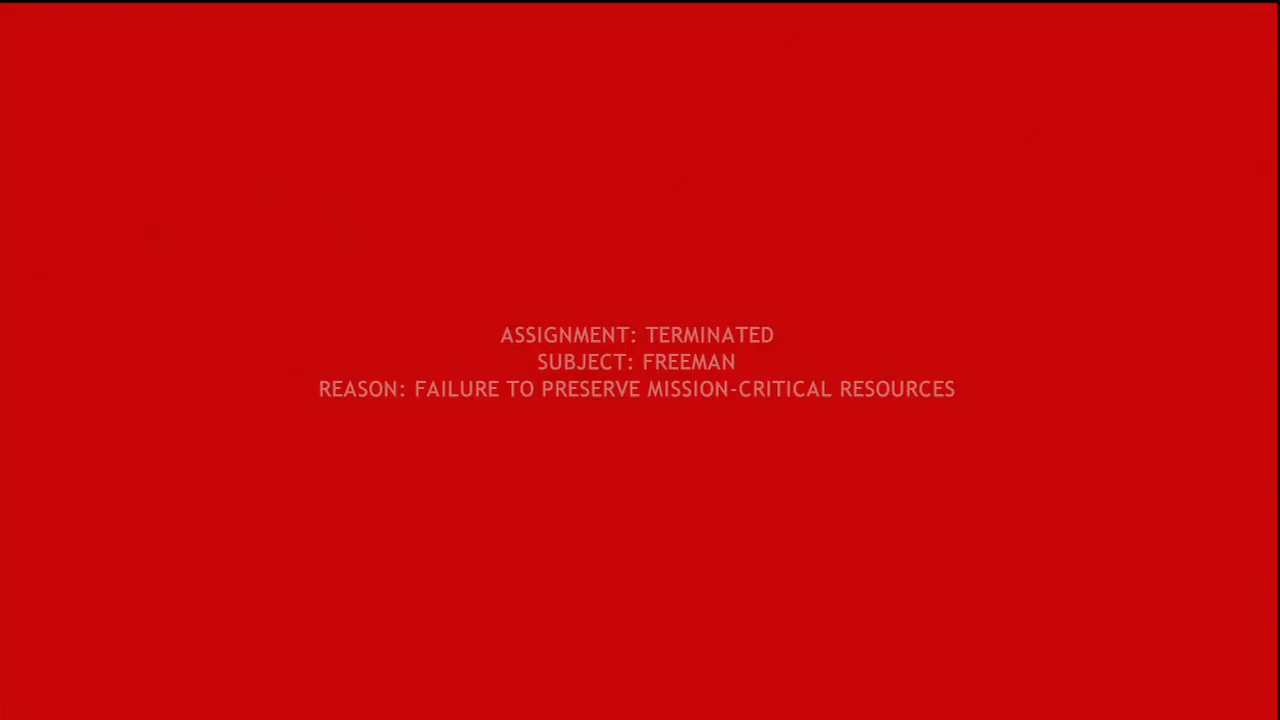 ASSIGNMENT: TERMINATED
SUBJECT: FREEMAN
REASON: FAILURE TO PRESERVE MISSION-CRITICAL RESOURCES